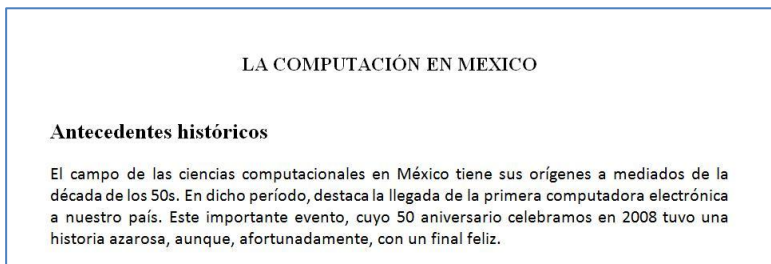 LA COMPUTACIÓN EN MEXICO
Antecedentes históricos
El campo de las ciencias computacionales en México tiene sus orígenes a mediados de la
década de los 50s. En dicho período, destaca la llegada de la primera computadora electrónica
a nuestro país. Este importante evento, cuyo 50 aniversario celebramos en 2008 tuvo una
historia azarosa, aunque, afortunadamente, con un final feliz.